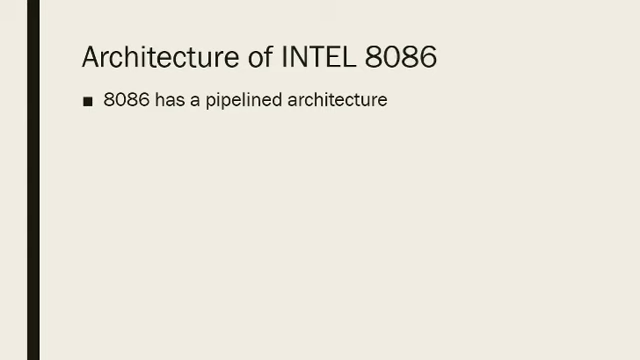 Architecture of INTEL 8086
■ 8086 has a pipelined architecture